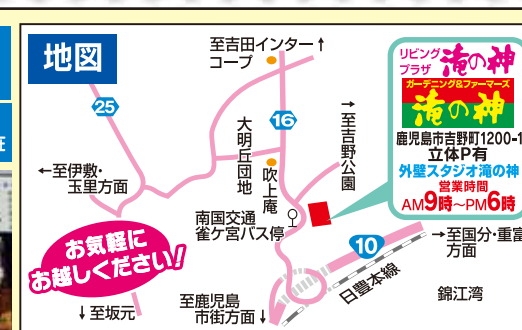 地図
至吉田インター↑
コープ
25
16
大明丘団地
吹上庵
→至吉野公園
←至伊敷・
玉里方面
南国交通
雀ケ宮バス停
お気軽に
お越しください!
↓至坂元
至鹿児島
市街方面↓
10
日豊本線
→至国分・重富
方面
錦江湾
リビング
プラザ 滝の神
ガーデニング&ファーマーズ
滝の神
鹿児島市吉野町1200-1
立体P有
外壁スタジオ滝の神
営業時間
AM9時〜PM6時
在